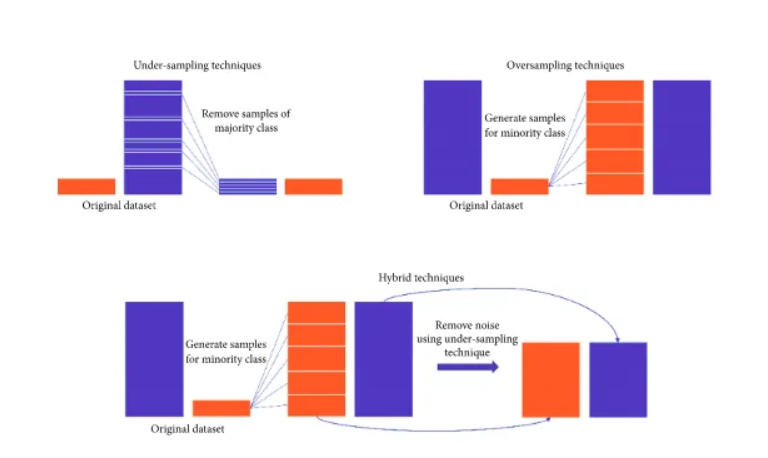 Under-sampling techniques
Remove samples of
majority class
Original dataset
Oversampling techniques
Generate samples
for minority class
Original dataset
Hybrid techniques
Generate samples
for minority class
Remove noise
using under-sampling
technique
Original dataset